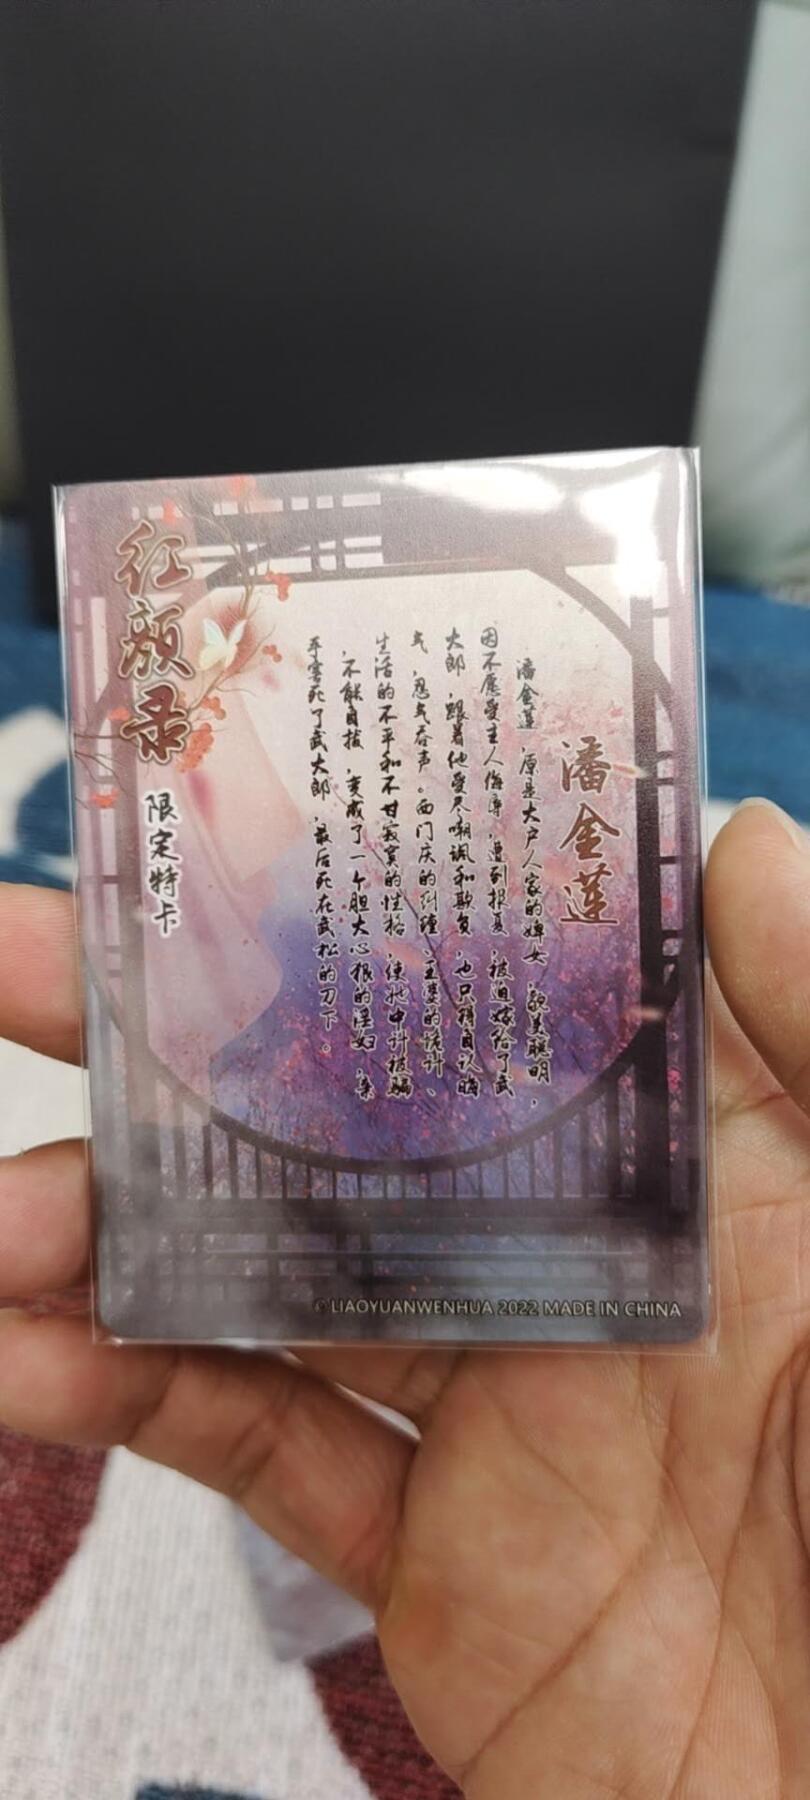 潘金莲
潘金莲，原是大户人家的婢女，貌美聪明，
因不愿受主人侮辱，遭到报复，被迫嫁给了武
大郎，跟着他受尽嘲讽和欺负，也只得自认晦
气，忍气吞声。西门庆的纠缠、王婆的诡计、
生活的不平和不甘寂寞的性格，使她中计被骗
，不能自拔，变成了一个胆大心狠的淫妇，亲
手害死了武大郎，最后死在武松的刀下。
红颜录
限定特卡
© LIAOYUANWENHUA 2022 MADE IN CHINA